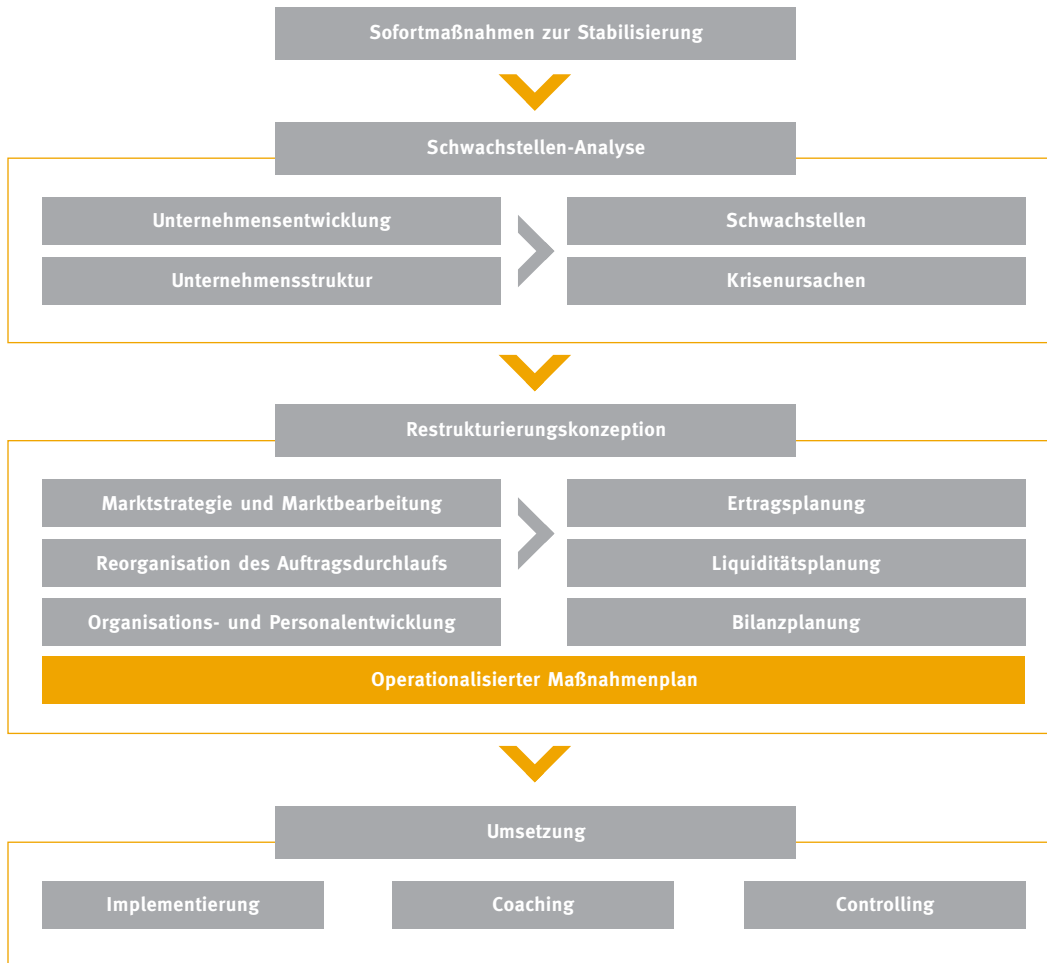 Sofortmaßnahmen zur Stabilisierung
Schwachstellen-Analyse
Unternehmensentwicklung
Unternehmensstruktur
Schwachstellen
Krisenursachen
Restrukturierungskonzeption
Marktstrategie und Marktbearbeitung
Reorganisation des Auftragsdurchlaufs
Organisations- und Personalentwicklung
Ertragsplanung
Liquiditätsplanung
Bilanzplanung
Operationalisierter Maßnahmenplan
Umsetzung
Implementierung
Coaching
Controlling